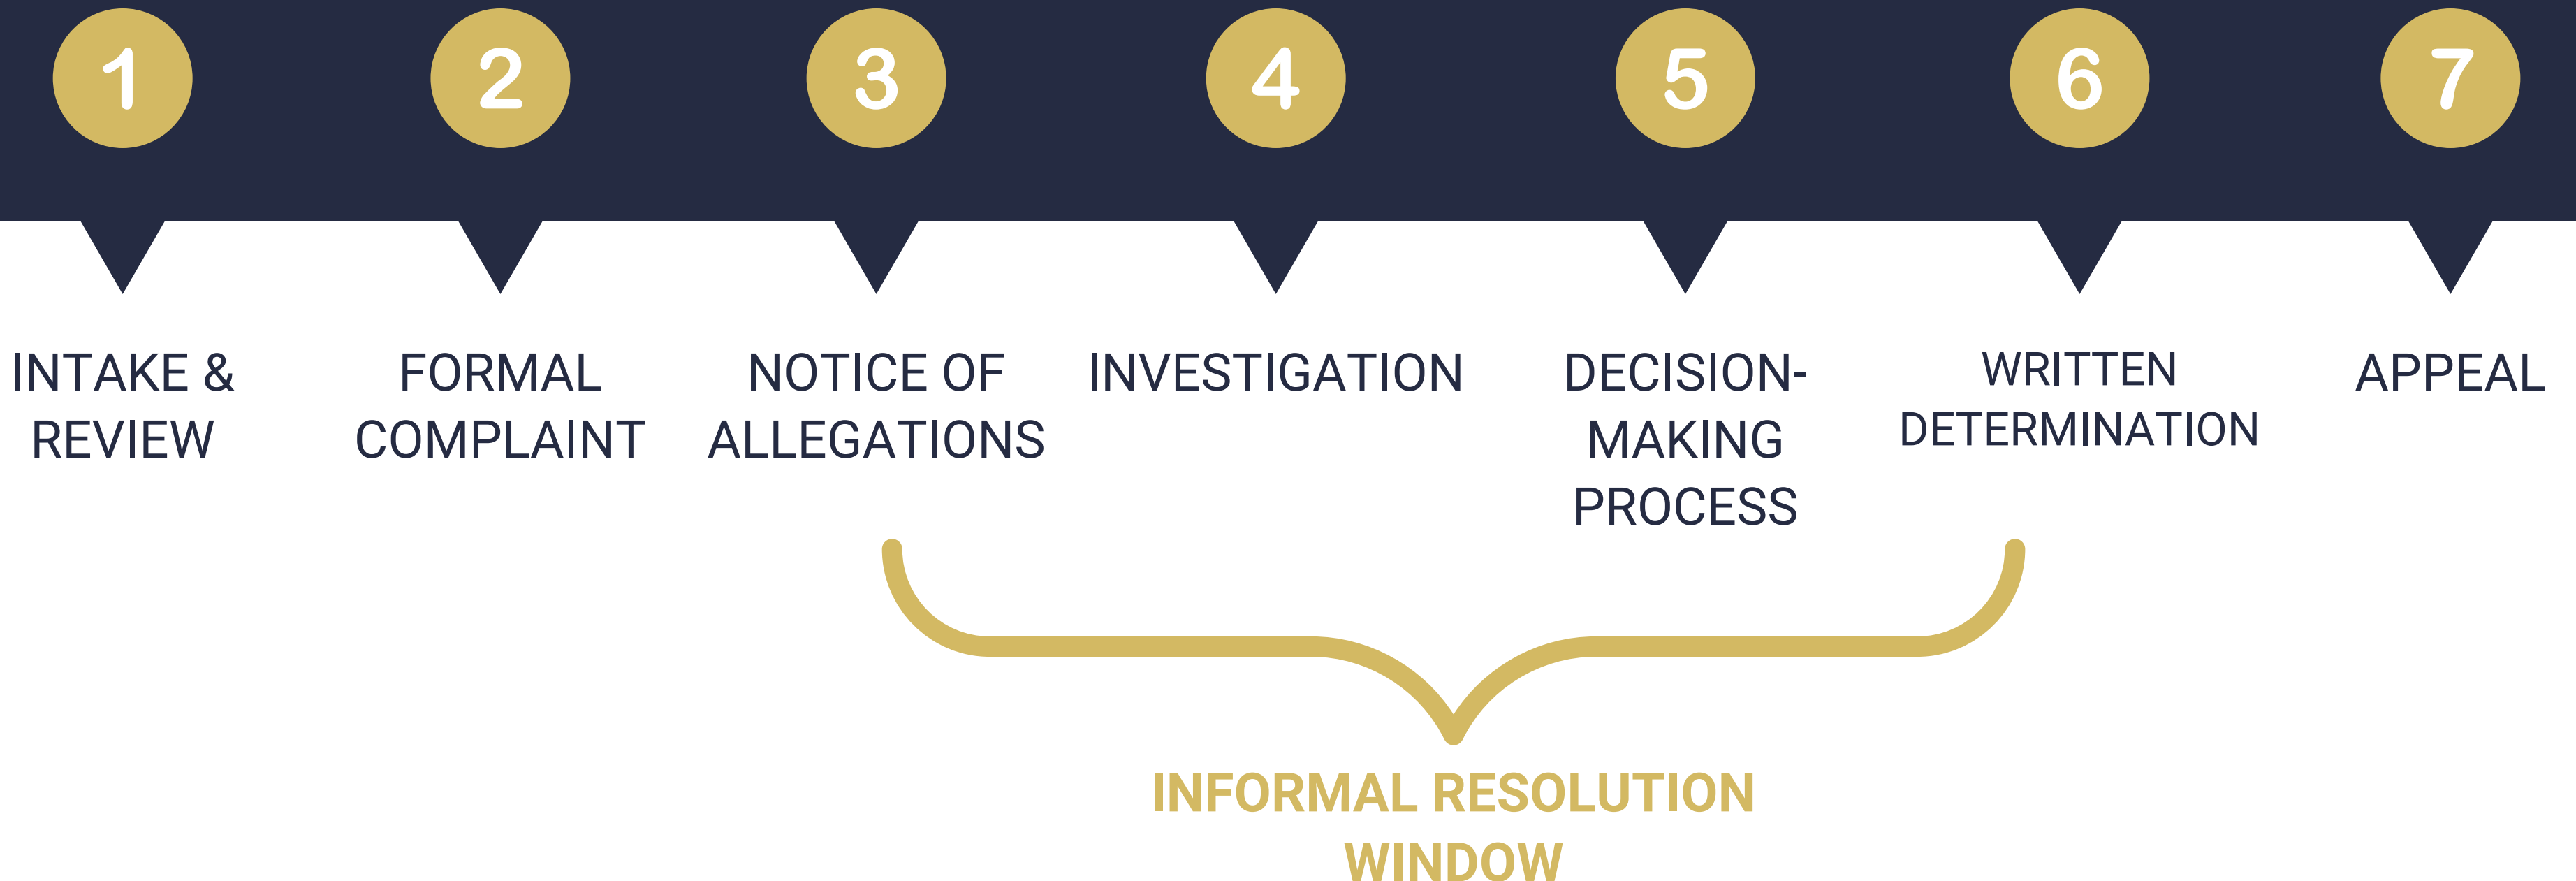 1
2
3
4
5
6
7
INTAKE &
REVIEW
FORMAL
COMPLAINT
NOTICE OF
ALLEGATIONS
INVESTIGATION
DECISION-
MAKING
PROCESS
WRITTEN
DETERMINATION
APPEAL
INFORMAL RESOLUTION
WINDOW